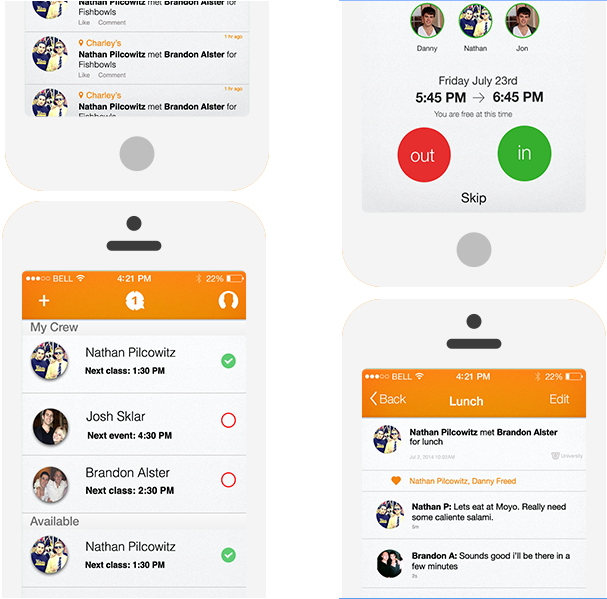 Nathan Pilcowitz met Brandon Alster for
Fishbowls
Like Comment
Charley's
1 hr ago
Nathan Pilcowitz met Brandon Alster for
Fishbowls
Like Comment
Charley's
1 hr ago
Nathan Pilcowitz met Brandon Alster for
Danny Nathan Jon
Friday July 23rd
5:45 PM → 6:45 PM
You are free at this time
out in
Skip
BELL 4:21 PM 22%
+ 1
My Crew
Nathan Pilcowitz
Next class: 1:30 PM
Josh Sklar
Next event: 4:30 PM
Brandon Alster
Next class: 2:30 PM
Available
Nathan Pilcowitz
Next class: 1:30 PM
BELL 4:21 PM 22%
Back Lunch Edit
Nathan Pilcowitz met Brandon Alster
for lunch
Jul 2, 2014 10:03AM University
Nathan Pilcowitz, Danny Freed
Nathan P: Lets eat at Moyo. Really need
some caliente salami.
5m
Brandon A: Sounds good i'll be there in a
few minutes
2s